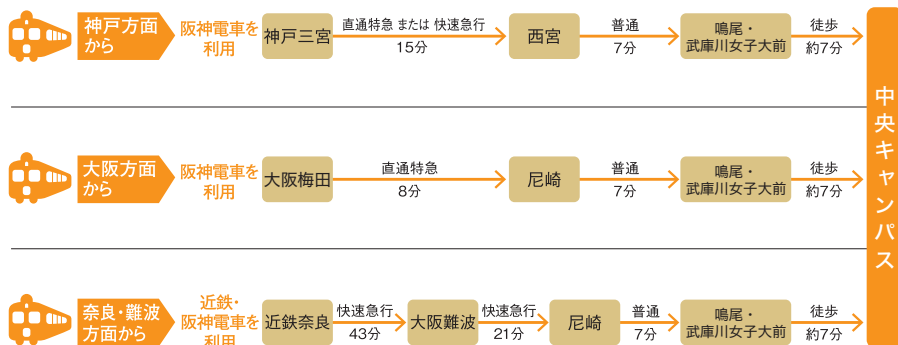 神戸方面
から
阪神電車を
利用
神戸三宮
直通特急 または 快速急行
15分
西宮
普通
7分
鳴尾・
武庫川女子大前
徒歩
約7分
大阪方面
から
阪神電車を
利用
大阪梅田
直通特急
8分
尼崎
普通
7分
鳴尾・
武庫川女子大前
徒歩
約7分
奈良・難波
方面から
近鉄・
阪神電車を
利用
近鉄奈良
快速急行
43分
大阪難波
快速急行
21分
尼崎
普通
7分
鳴尾・
武庫川女子大前
徒歩
約7分
中央キャンパス